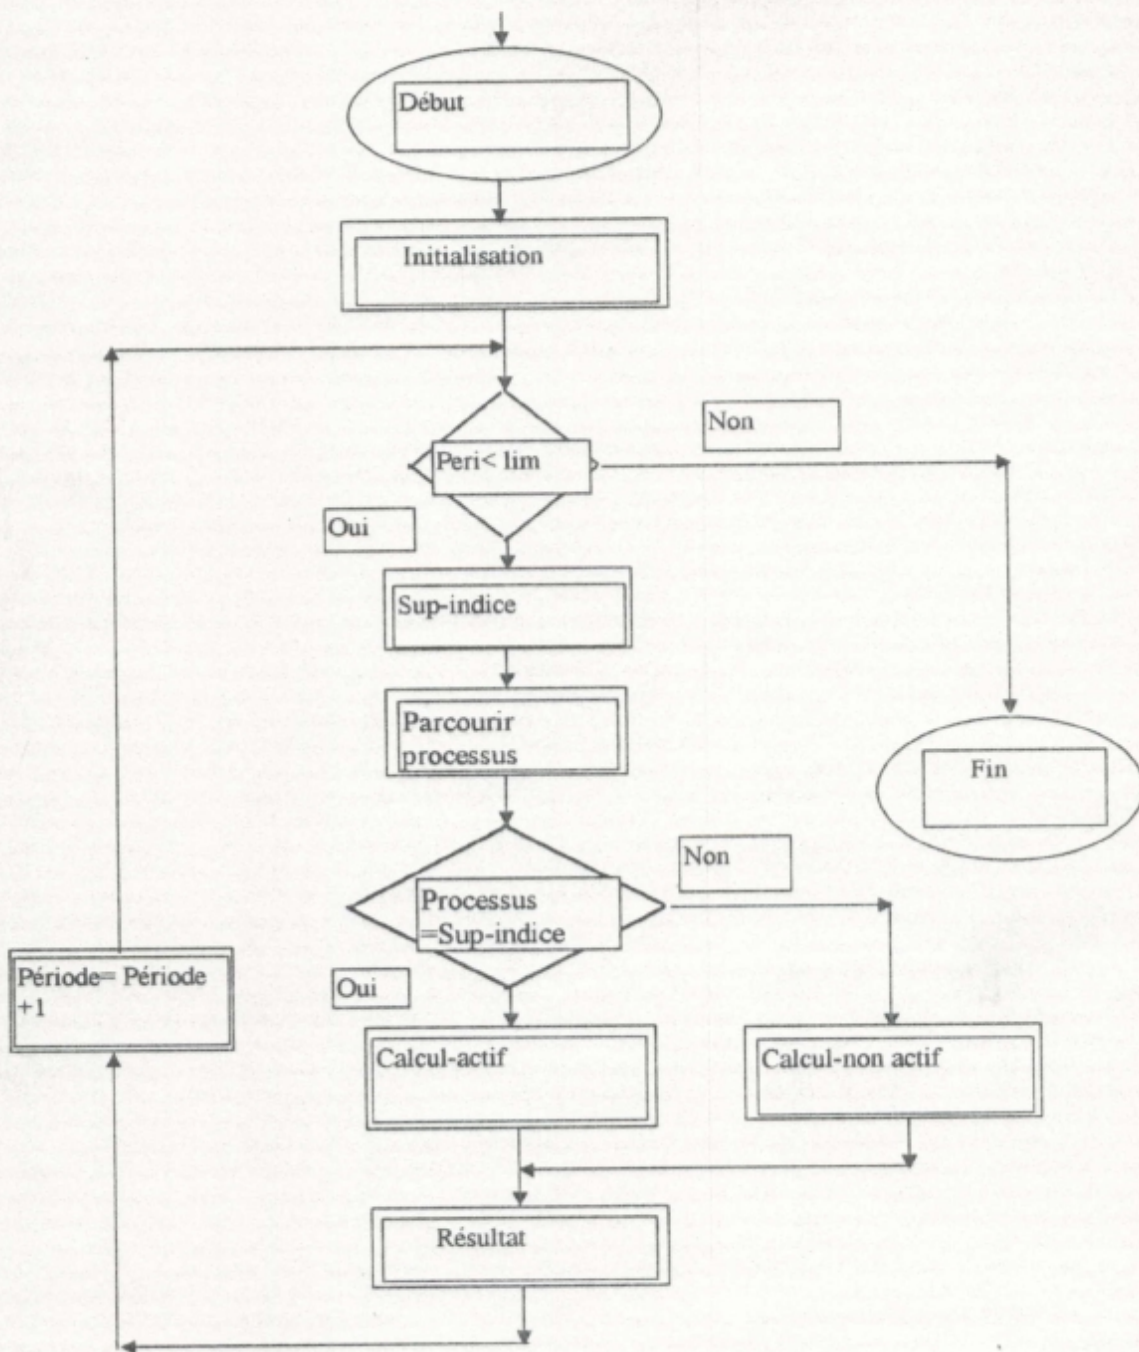 Début
Initialisation
Non
Peri< lim
Oui
Sup-indice
Parcourir
processus
Fin
Non
Processus
=Sup-indice
Période= Période
+1
Oui
Calcul-actif
Calcul-non actif
Résultat